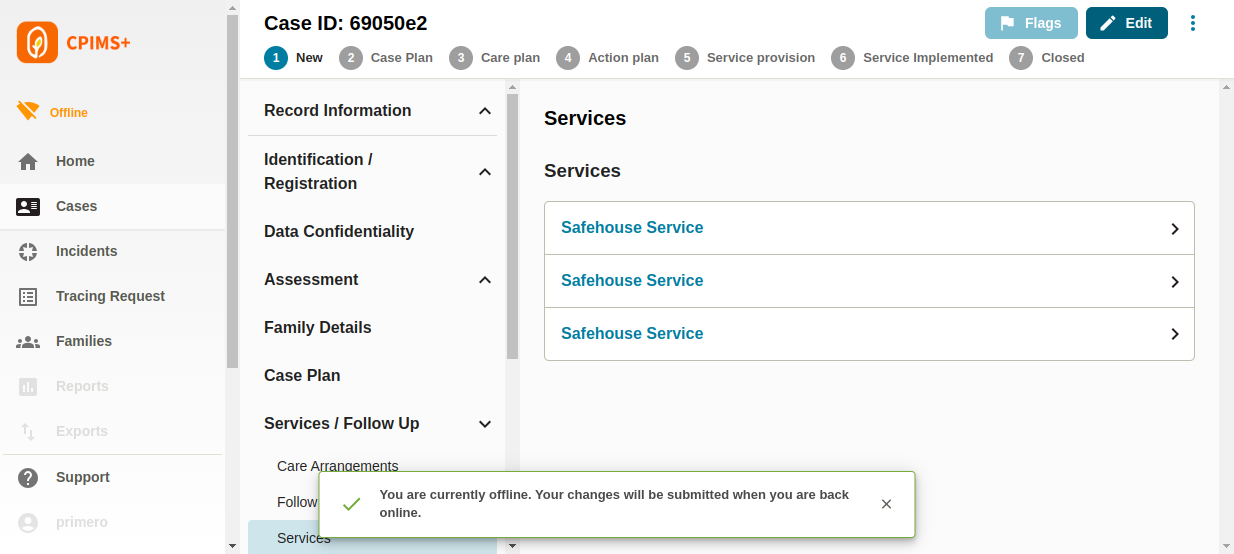 CPIMS+
Offline
Home
Cases
Incidents
Tracing Request
Families
Reports
Exports
Support
primero
Case ID: 69050e2
Flags
Edit
1 New 2 Case Plan 3 Care plan 4 Action plan 5 Service provision 6 Service Implemented 7 Closed
Record Information
Identification /
Registration
Data Confidentiality
Assessment
Family Details
Case Plan
Services / Follow Up
Care Arrangements
Follow
Services
Services
Services
Safehouse Service
Safehouse Service
Safehouse Service
You are currently offline. Your changes will be submitted when you are back
online.